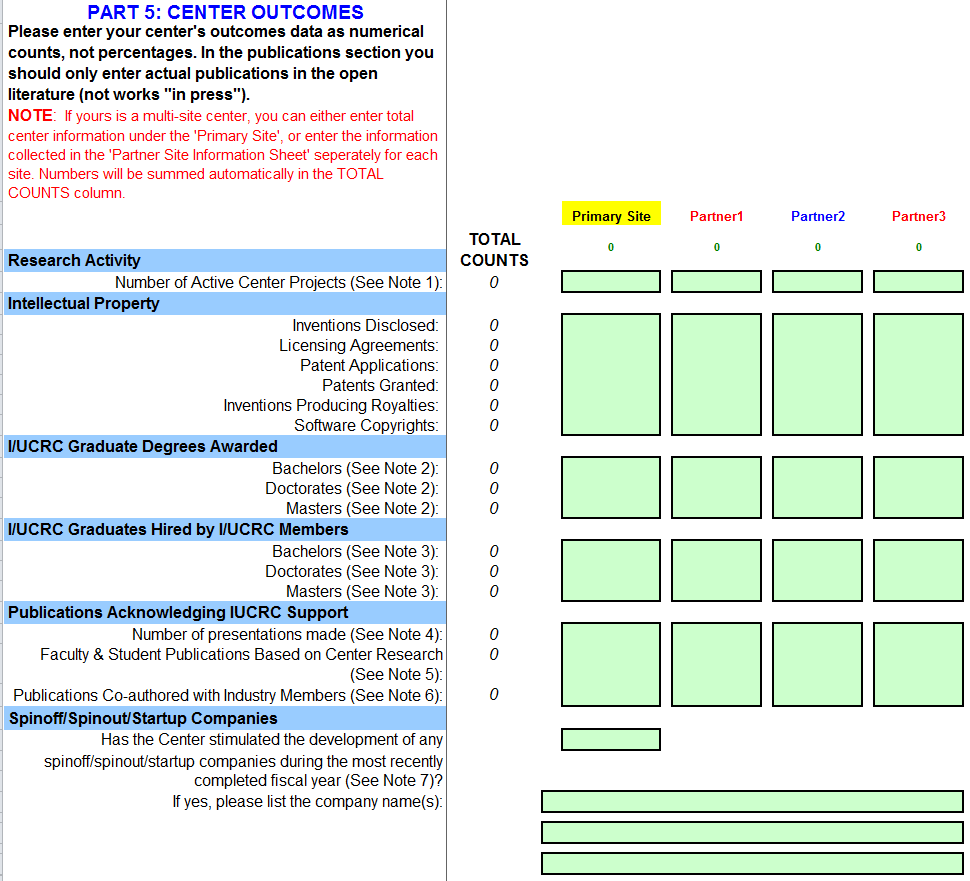 PART 5: CENTER OUTCOMES
Please enter your center's outcomes data as numerical
counts, not percentages. In the publications section you
should only enter actual publications in the open
literature (not works "in press").
NOTE:  If yours is a multi-site center, you can either enter total
center information under the 'Primary Site', or enter the information
collected in the 'Partner Site Information Sheet' seperately for each
site. Numbers will be summed automatically in the TOTAL
COUNTS column.
Primary Site Partner1 Partner2 Partner3
TOTAL
COUNTS
0 0 0 0
Research Activity
Number of Active Center Projects (See Note 1): 0
Intellectual Property
Inventions Disclosed: 0
Licensing Agreements: 0
Patent Applications: 0
Patents Granted: 0
Inventions Producing Royalties: 0
Software Copyrights: 0
I/UCRC Graduate Degrees Awarded
Bachelors (See Note 2): 0
Doctorates (See Note 2): 0
Masters (See Note 2): 0
I/UCRC Graduates Hired by I/UCRC Members
Bachelors (See Note 3): 0
Doctorates (See Note 3): 0
Masters (See Note 3): 0
Publications Acknowledging IUCRC Support
Number of presentations made (See Note 4): 0
Faculty & Student Publications Based on Center Research 0
(See Note 5):
Publications Co-authored with Industry Members (See Note 6): 0
Spinoff/Spinout/Startup Companies
Has the Center stimulated the development of any
spinoff/spinout/startup companies during the most recently
completed fiscal year (See Note 7)?
If yes, please list the company name(s):